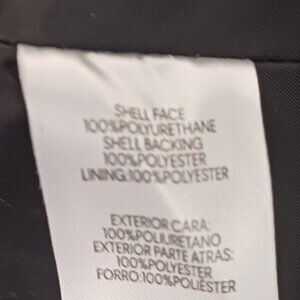 SHELL FACE
100%POLYURETHANE
SHELL BACKING
100%POLYESTER
LINING:100%POLYESTER
EXTERIOR CARA:
100%POLIURETANO
EXTERIOR PARTE ATRAS:
100%POLYESTER
FORRO:100%POLIÉSTER